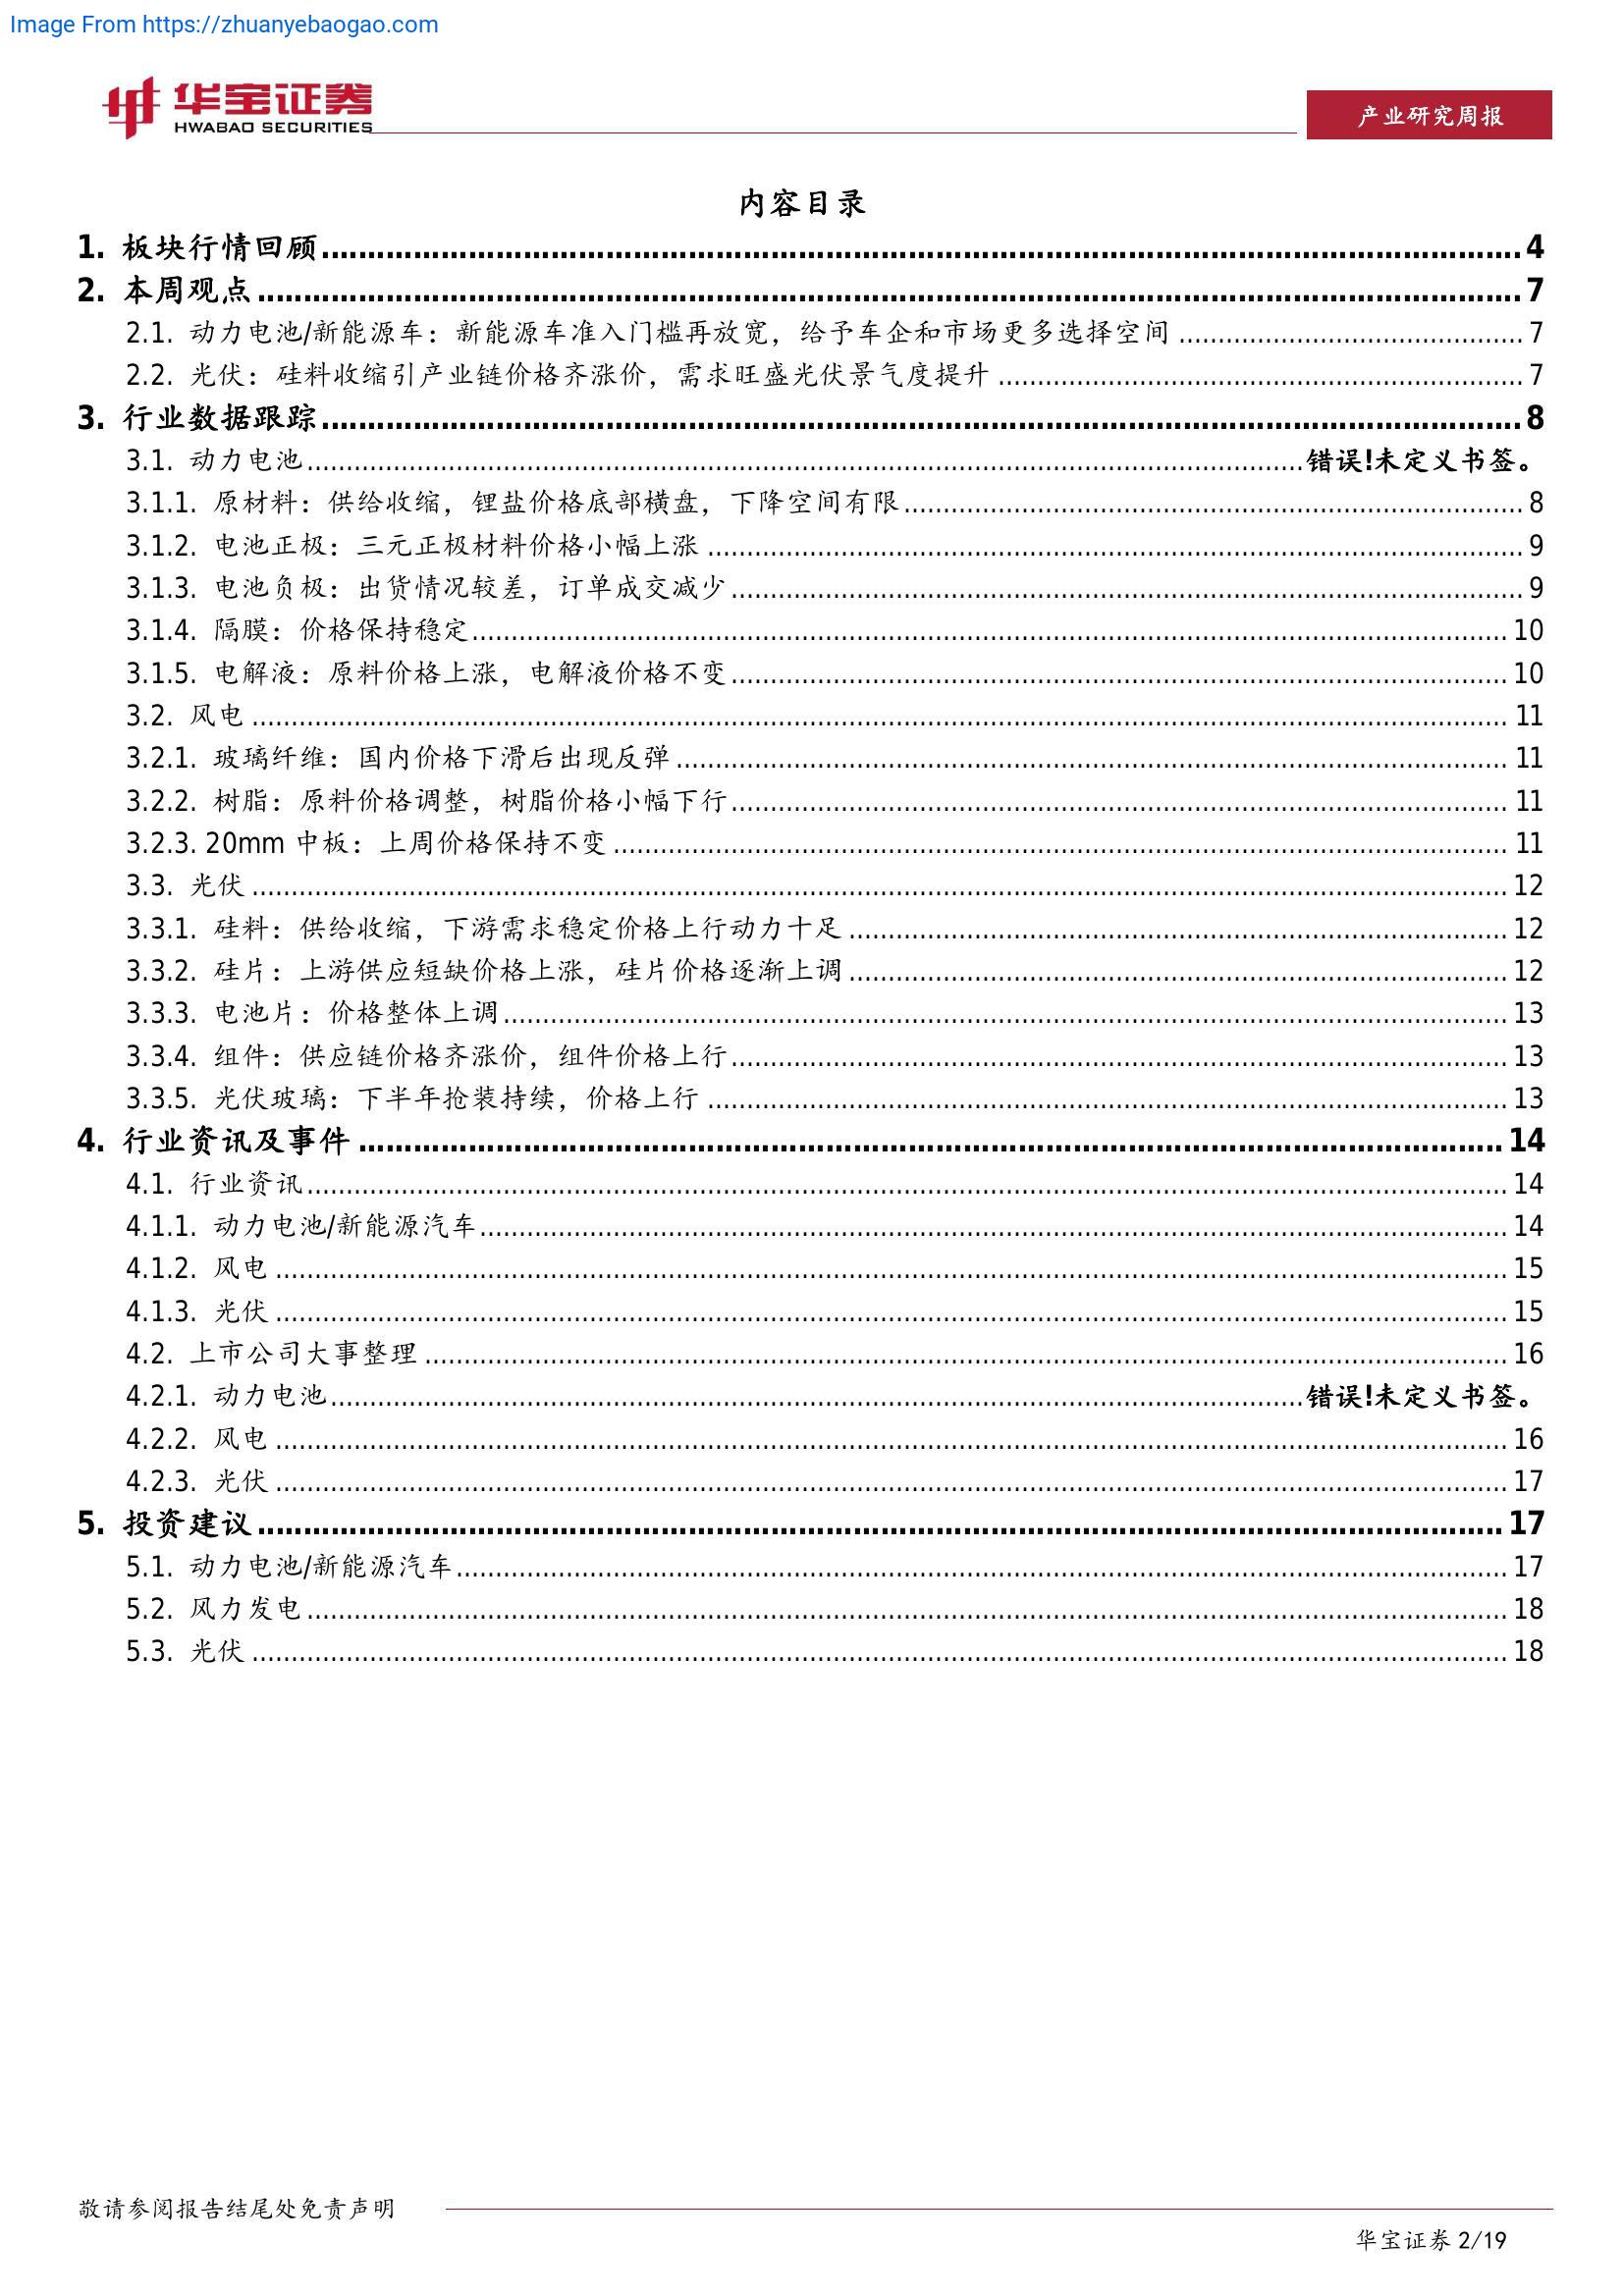 Image From https://zhuanyebaogao.com
华宝证券
HWABAO SECURITIES
产业研究周报
内容目录
1. 板块行情回顾 4
2. 本周观点 7
2.1. 动力电池/新能源车：新能源车准入门槛再放宽，给予车企和市场更多选择空间 7
2.2. 光伏：硅料收缩引产业链价格齐涨价，需求旺盛光伏景气度提升 7
3. 行业数据跟踪 8
3.1. 动力电池 错误!未定义书签。
3.1.1. 原材料：供给收缩，锂盐价格底部横盘，下降空间有限 8
3.1.2. 电池正极：三元正极材料价格小幅上涨 9
3.1.3. 电池负极：出货情况较差，订单成交减少 9
3.1.4. 隔膜：价格保持稳定 10
3.1.5. 电解液：原料价格上涨，电解液价格不变 10
3.2. 风电 11
3.2.1. 玻璃纤维：国内价格下滑后出现反弹 11
3.2.2. 树脂：原料价格调整，树脂价格小幅下行 11
3.2.3. 20mm 中板：上周价格保持不变 11
3.3. 光伏 12
3.3.1. 硅料：供给收缩，下游需求稳定价格上行动力十足 12
3.3.2. 硅片：上游供应短缺价格上涨，硅片价格逐渐上调 12
3.3.3. 电池片：价格整体上调 13
3.3.4. 组件：供应链价格齐涨价，组件价格上行 13
3.3.5. 光伏玻璃：下半年抢装持续，价格上行 13
4. 行业资讯及事件 14
4.1. 行业资讯 14
4.1.1. 动力电池/新能源汽车 14
4.1.2. 风电 15
4.1.3. 光伏 15
4.2. 上市公司大事整理 16
4.2.1. 动力电池 错误!未定义书签。
4.2.2. 风电 16
4.2.3. 光伏 17
5. 投资建议 17
5.1. 动力电池/新能源汽车 17
5.2. 风力发电 18
5.3. 光伏 18
敬请参阅报告结尾处免责声明
华宝证券 2/19